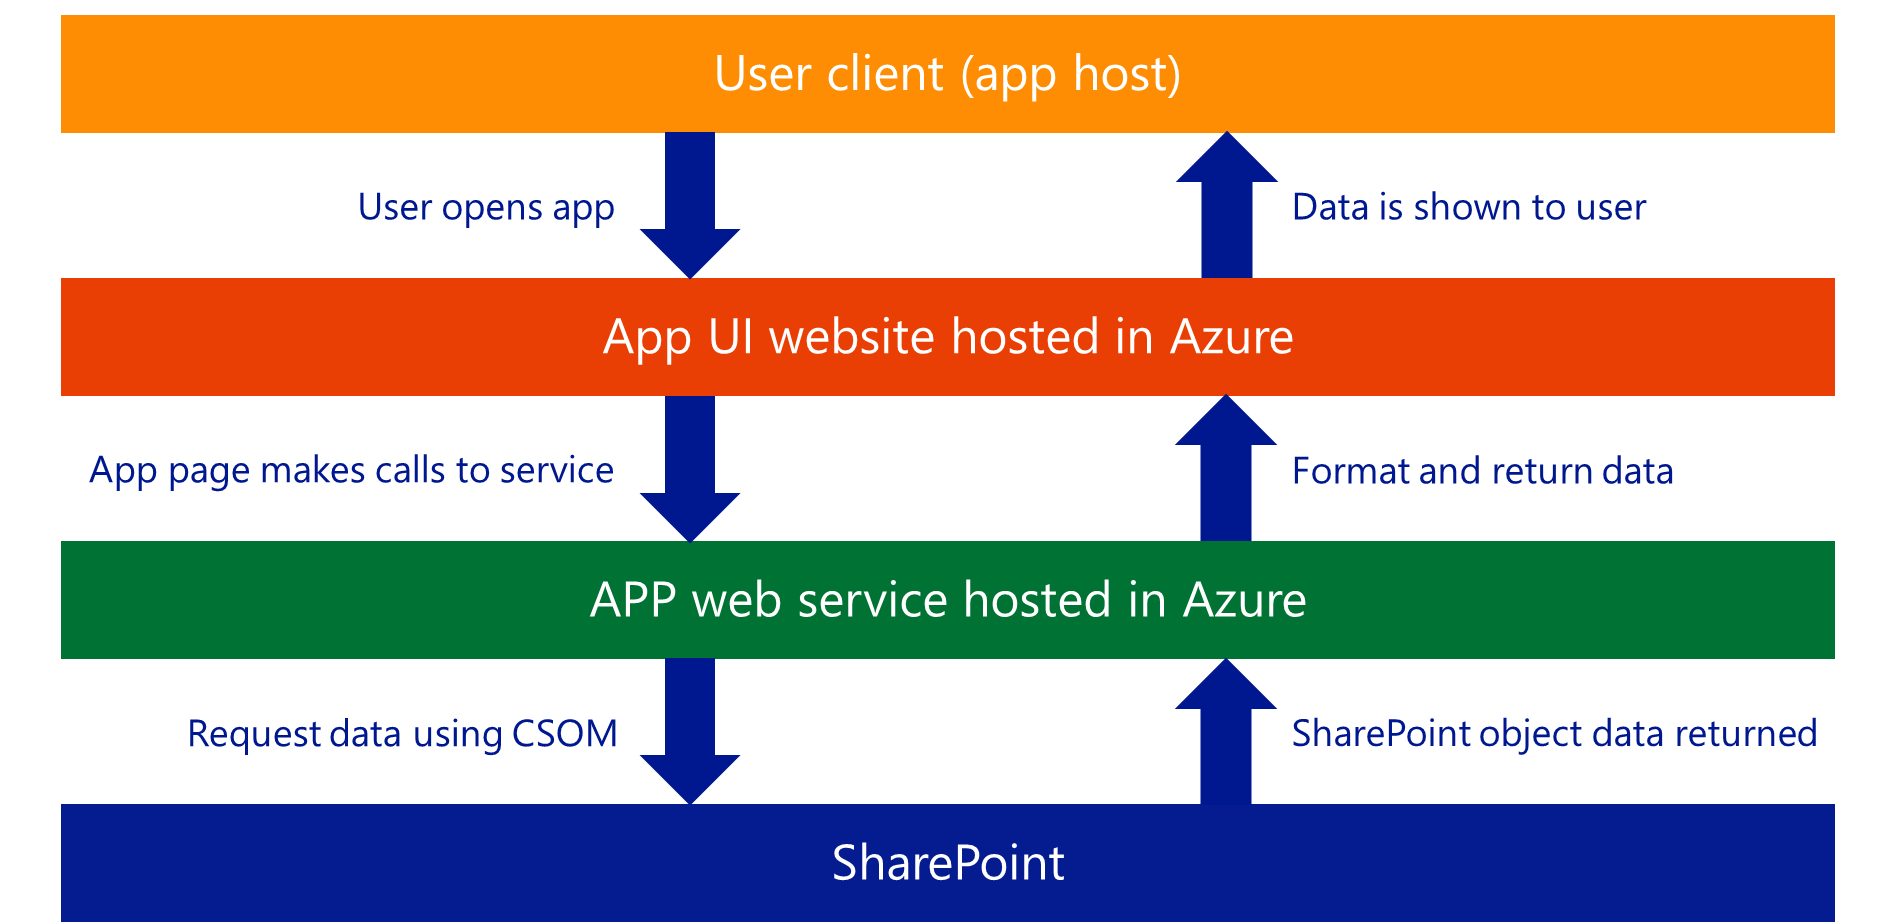 User client (app host)
User opens app
Data is shown to user
App UI website hosted in Azure
App page makes calls to service
Format and return data
APP web service hosted in Azure
Request data using CSOM
SharePoint object data returned
SharePoint